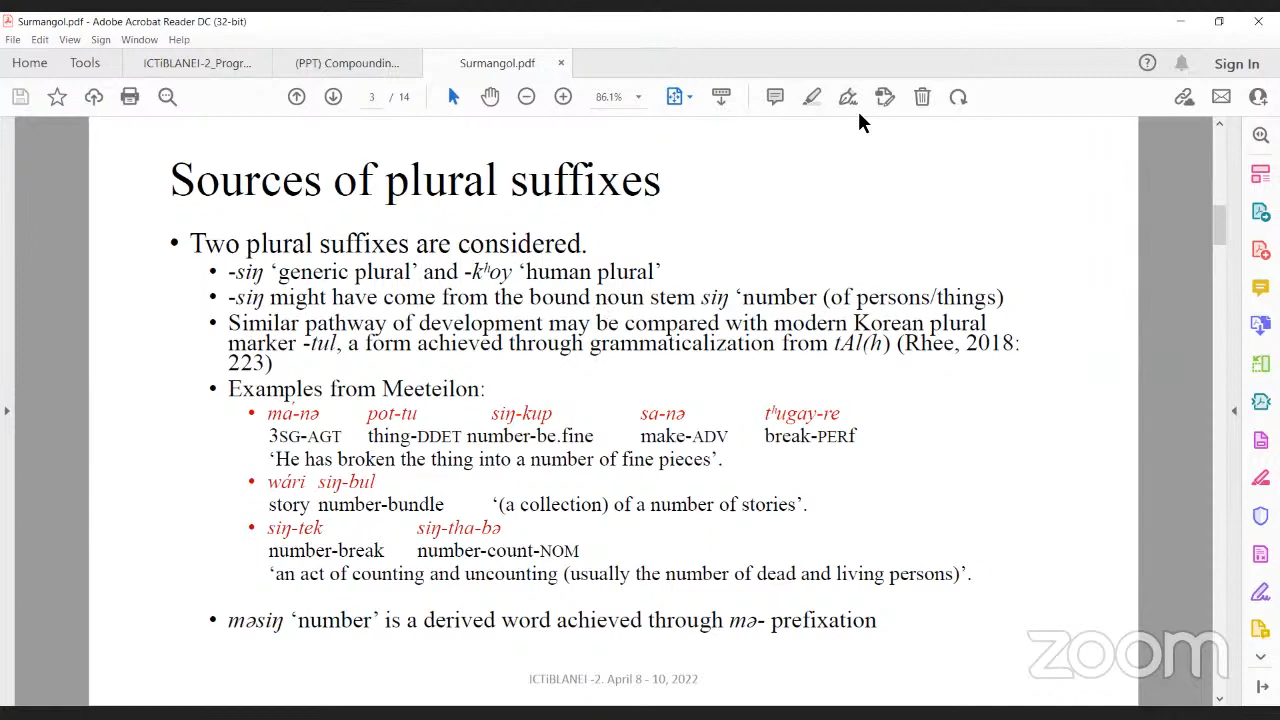 Surmangol.pdf - Adobe Acrobat Reader DC (32-bit)
File Edit View Sign Window Help
Home Tools ICTiBLANEI-2_Progr... (PPT) Compoundin... Surmangol.pdf × Sign In
3 / 14 86.1%
Sources of plural suffixes
• Two plural suffixes are considered.
• -siŋ ‘generic plural’ and -kʰoy ‘human plural’
• -siŋ might have come from the bound noun stem siŋ ‘number (of persons/things)
• Similar pathway of development may be compared with modern Korean plural
marker -tul, a form achieved through grammaticalization from tAl(h) (Rhee, 2018:
223)
• Examples from Meeteilon:
• má-nə pot-tu siŋ-kup sa-nə tʰugay-re
3SG-AGT thing-DDET number-be.fine make-ADV break-PERf
‘He has broken the thing into a number of fine pieces’.
• wári siŋ-bul
story number-bundle ‘(a collection) of a number of stories’.
• siŋ-tek siŋ-tha-bə
number-break number-count-NOM
‘an act of counting and uncounting (usually the number of dead and living persons)’.
• məsiŋ ‘number’ is a derived word achieved through mə- prefixation
ICTiBLANEI -2. April 8 - 10, 2022
zoom